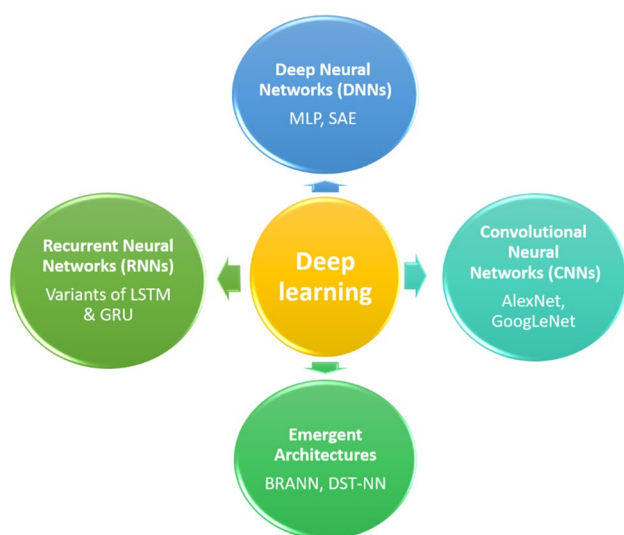 Deep Neural
Networks (DNNs)
MLP, SAE
Recurrent Neural
Networks (RNNs)
Variants of LSTM
& GRU
Deep
learning
Convolutional
Neural
Networks (CNNs)
AlexNet,
GoogLeNet
Emergent
Architectures
BRANN, DST-NN